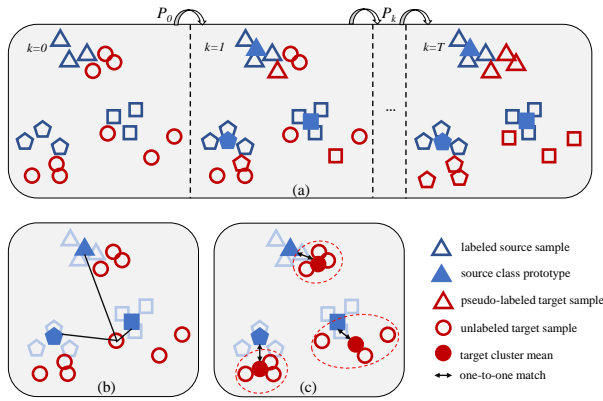 P0 Pk
k=0 k=1 k=T
...
(a)
labeled source sample
source class prototype
pseudo-labeled target sample
unlabeled target sample
target cluster mean
one-to-one match
(b) (c)